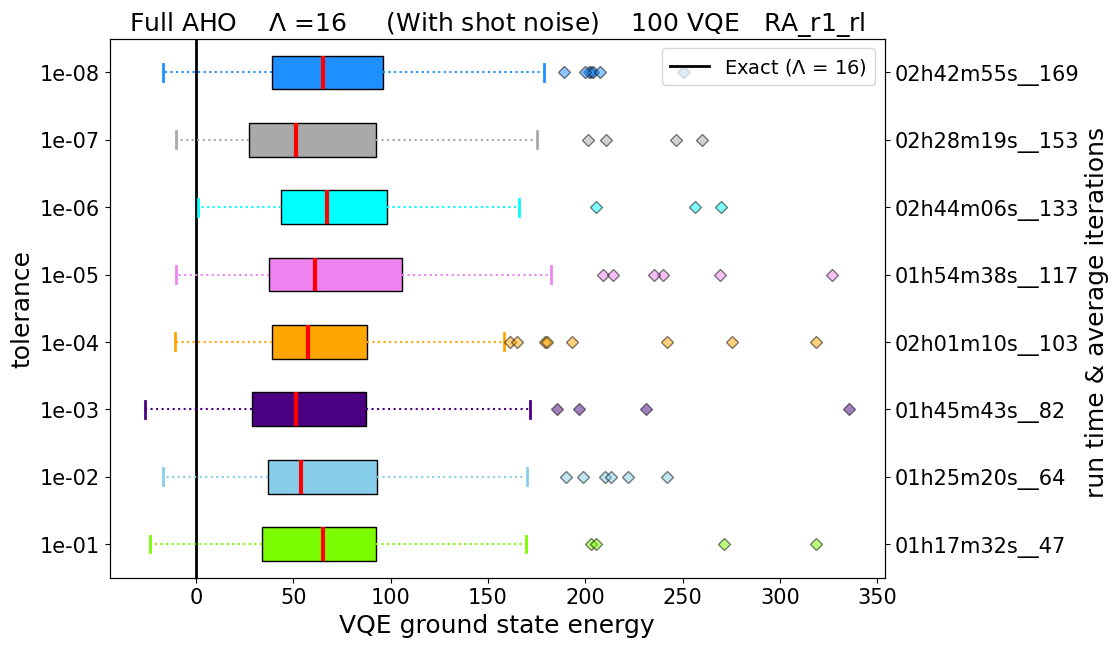 Full AHO Λ =16 (With shot noise) 100 VQE RA_r1_rl
Exact (Λ = 16)
1e-08 02h42m55s__169
1e-07 02h28m19s__153
1e-06 02h44m06s__133
1e-05 01h54m38s__117
1e-04 02h01m10s__103
1e-03 01h45m43s__82
1e-02 01h25m20s__64
1e-01 01h17m32s__47
tolerance
run time & average iterations
0 50 100 150 200 250 300 350
VQE ground state energy